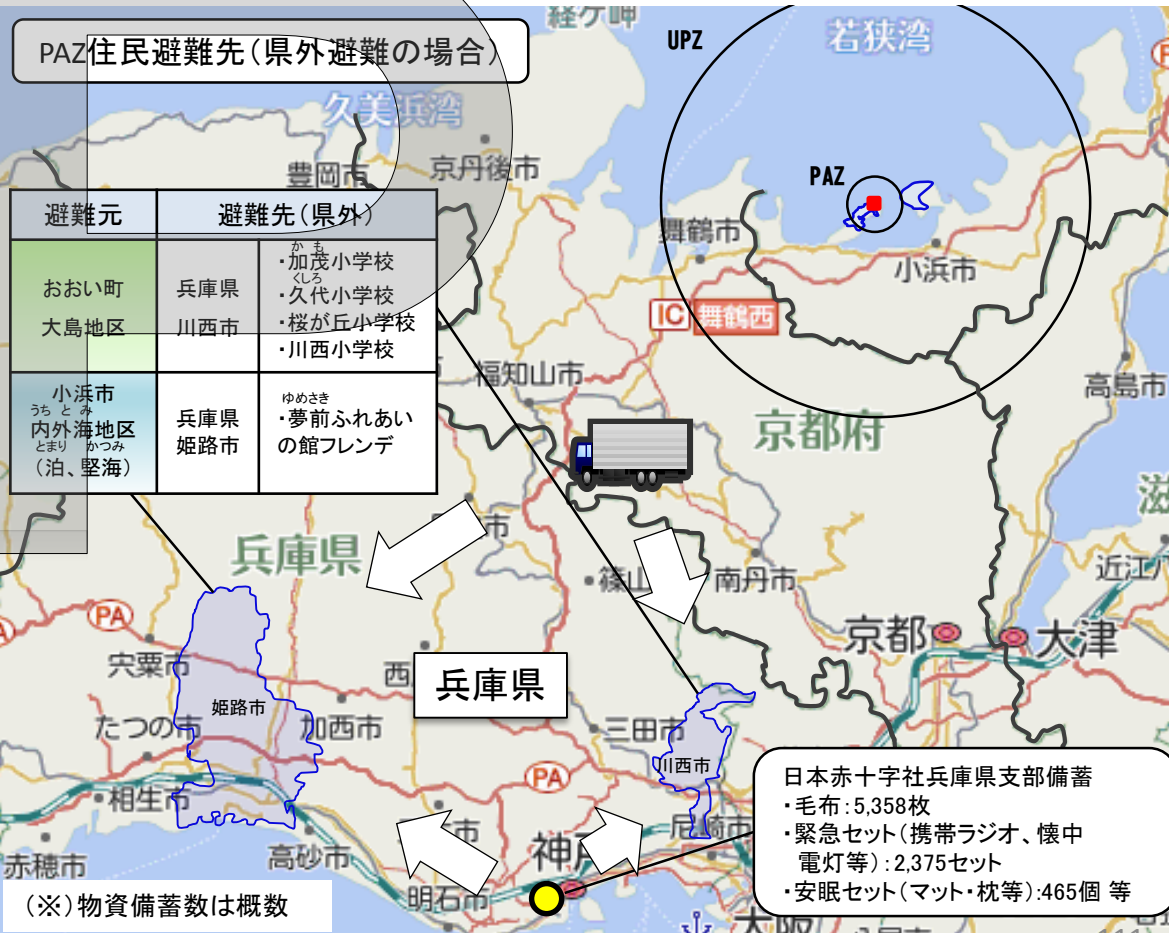 経ケ岬
PAZ住民避難先（県外避難の場合）
UPZ
若狭湾
久美浜湾
豊岡市
京丹後市
PAZ
避難元
避難先（県外）
舞鶴市
小浜市
おおい町
大島地区
兵庫県
川西市
かも
・加茂小学校
くしろ
・久代小学校
・桜が丘小学校
・川西小学校
IC 舞鶴西
福知山市
高島市
小浜市
うちとみ
内外海地区
とまり かつみ
（泊、堅海）
兵庫県
姫路市
ゆめさき
・夢前ふれあい
の館フレンデ
京都府
兵庫県
篠山
南丹市
近江八
PA
京都
大津
宍粟市
兵庫県
姫路市
たつの市
加西市
三田市
川西市
PA
相生市
尼崎市
神戸
赤穂市
高砂市
明石市
大阪
日本赤十字社兵庫県支部備蓄
・毛布：5,358枚
・緊急セット（携帯ラジオ、懐中
電灯等）：2,375セット
・安眠セット（マット・枕等）：465個 等
（※）物資備蓄数は概数